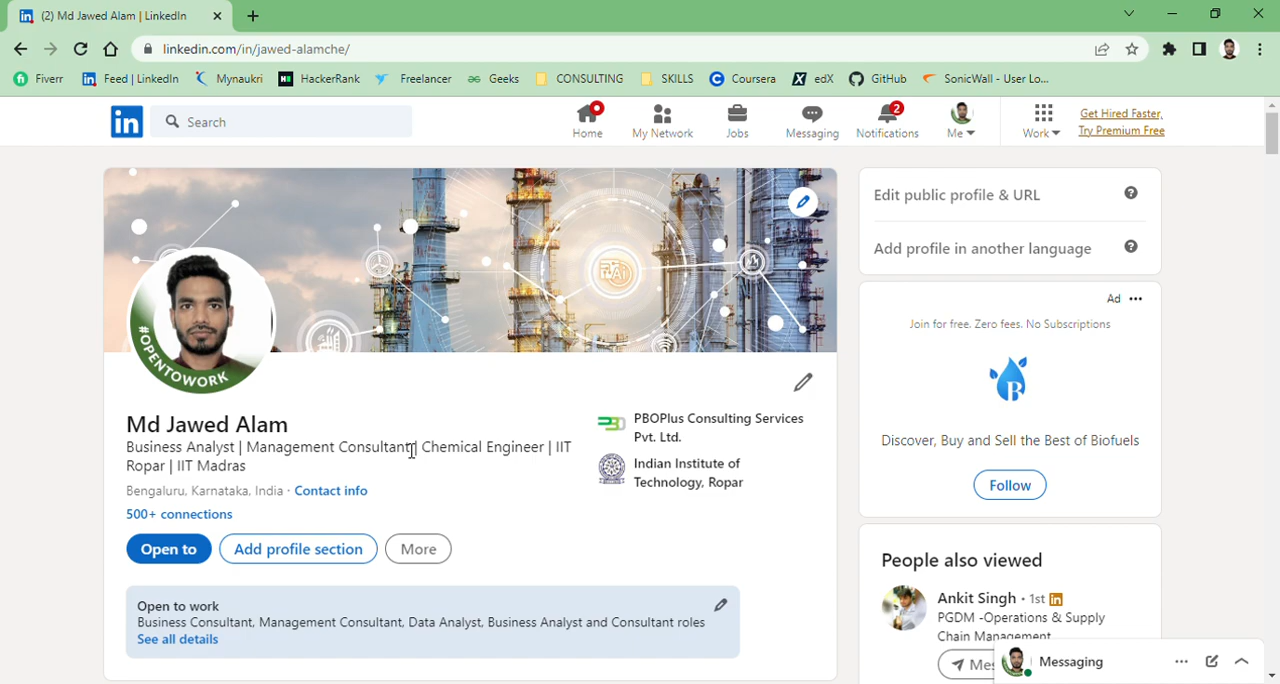 (2) Md Jawed Alam | LinkedIn
linkedin.com/in/jawed-alamche/
Fiverr
Feed | LinkedIn
Mynaukri
HackerRank
Freelancer
Geeks
CONSULTING
SKILLS
Coursera
edX
GitHub
SonicWall - User Lo...
in
Search
Home
My Network
Jobs
Messaging
2
Notifications
Me
Work
Get Hired Faster,
Try Premium Free
Ai
#OPENTOWORK
Md Jawed Alam
Business Analyst | Management Consultant| Chemical Engineer | IIT
Ropar | IIT Madras
Bengaluru, Karnataka, India · Contact info
500+ connections
Open to
Add profile section
More
PBOPlus Consulting Services
Pvt. Ltd.
Indian Institute of
Technology, Ropar
Open to work
Business Consultant, Management Consultant, Data Analyst, Business Analyst and Consultant roles
See all details
Edit public profile & URL
Add profile in another language
Ad
Join for free. Zero fees. No Subscriptions
B
Discover, Buy and Sell the Best of Biofuels
Follow
People also viewed
Ankit Singh · 1st in
PGDM -Operations & Supply
Chain Management
Mes
Messaging